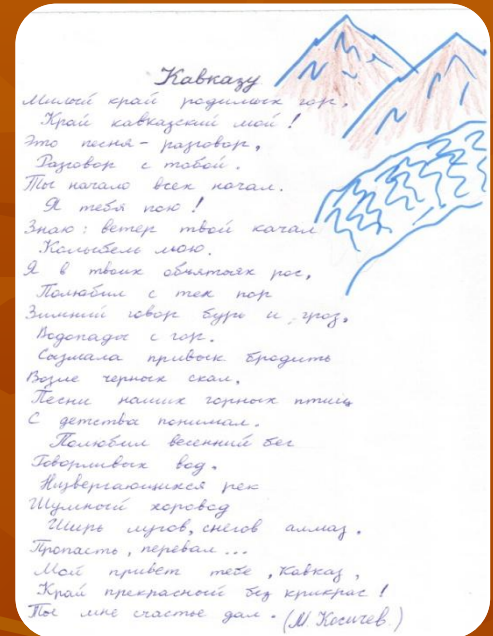 Кавказу
Милый край родимых гор,
Край кавказский мой!
Это песня - разговор,
Разговор с тобой.
Ты начало всех начал.
Я тебя пою!
Знаю: ветер твой качал
Колыбель мою.
Я в твоих объятьях рос,
Полюбил с тех пор
Зимний говор бурь и гроз,
Водопады с гор.
Сызмала привык бродить
Возле черных скал,
Песни наших горных птиц
С детства понимал.
Полюбил весенний бег
Говорливых вод.
Низвергающихся рек
Шумный хоровод
Ширь лугов, снегов алмаз,
Пропасть, перевал...
Мой привет тебе, Кавказ,
Край прекрасный без прикрас!
Ты мне счастье дал. (М. Косичев)